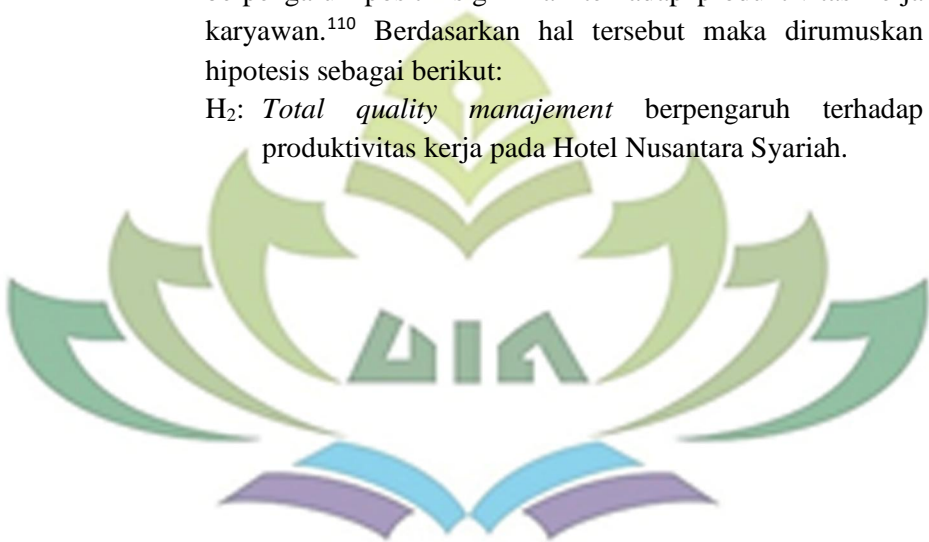 karyawan.¹¹⁰ Berdasarkan hal tersebut maka dirumuskan
hipotesis sebagai berikut:
H₂: Total quality manajement berpengaruh terhadap
produktivitas kerja pada Hotel Nusantara Syariah.
UIN